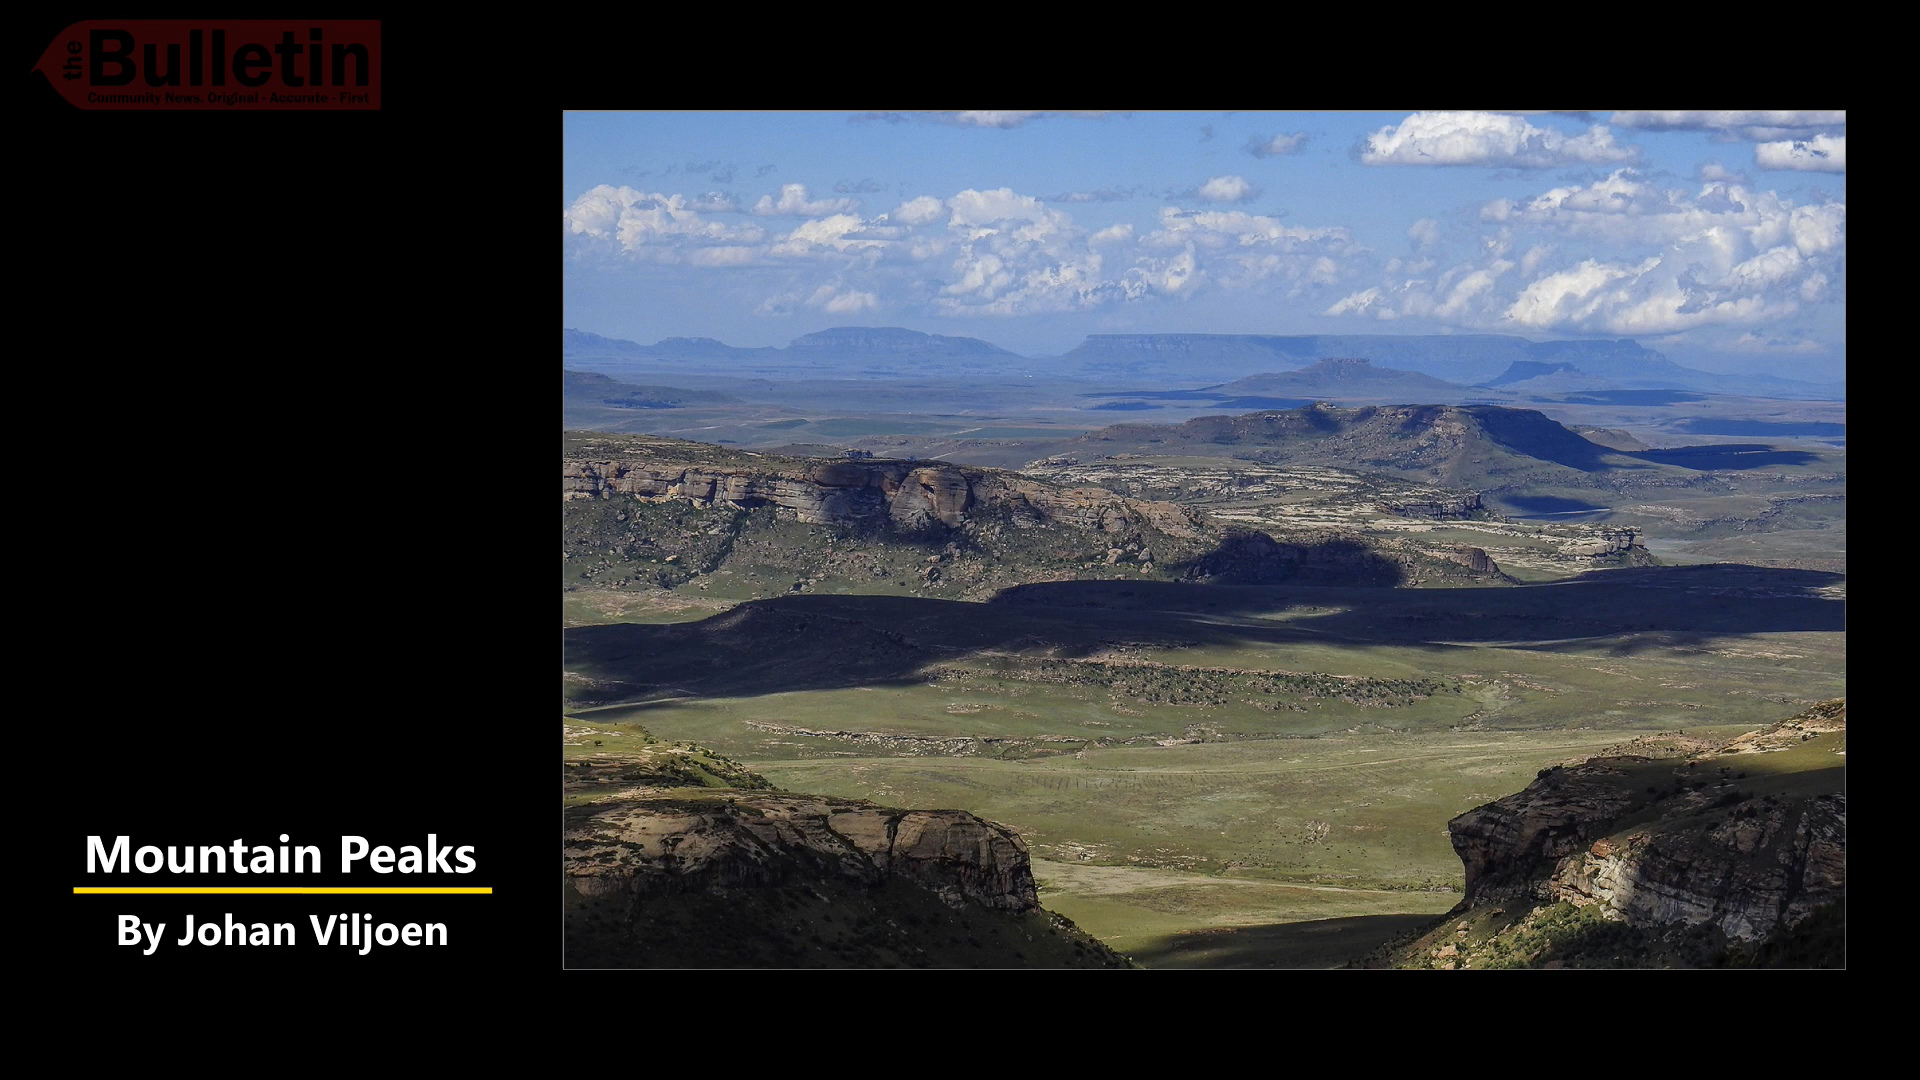 the Bulletin
Community News. Original - Accurate - First
Mountain Peaks
By Johan Viljoen